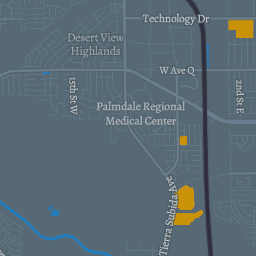 Technology Dr
Desert View
Highlands
W Ave Q
15th St W
2nd St E
Palmdale Regional
Medical Center
Tierra Subida Ave